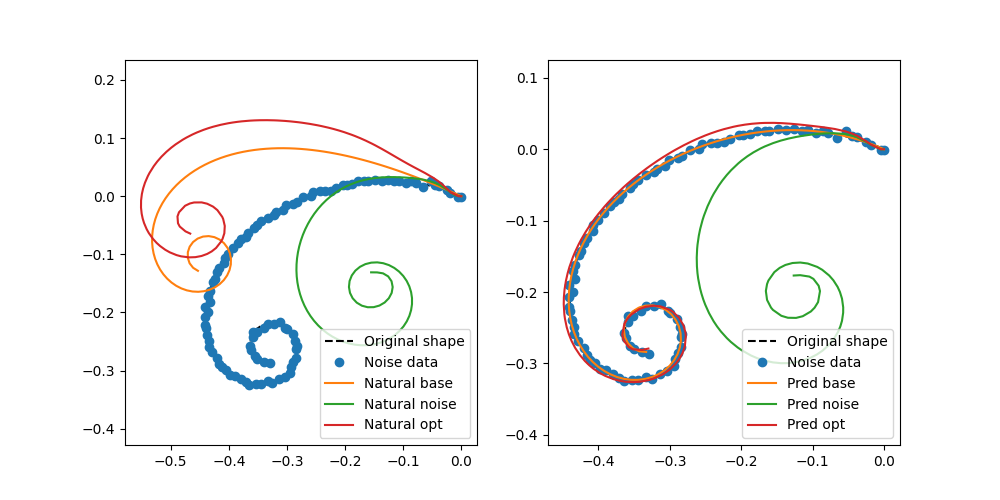 0.2
0.1
0.0
−0.1
−0.2
−0.3
−0.4
−0.5
−0.4
−0.3
−0.2
−0.1
0.0
Original shape
Noise data
Natural base
Natural noise
Natural opt
0.1
0.0
−0.1
−0.2
−0.3
−0.4
−0.4
−0.3
−0.2
−0.1
0.0
Original shape
Noise data
Pred base
Pred noise
Pred opt